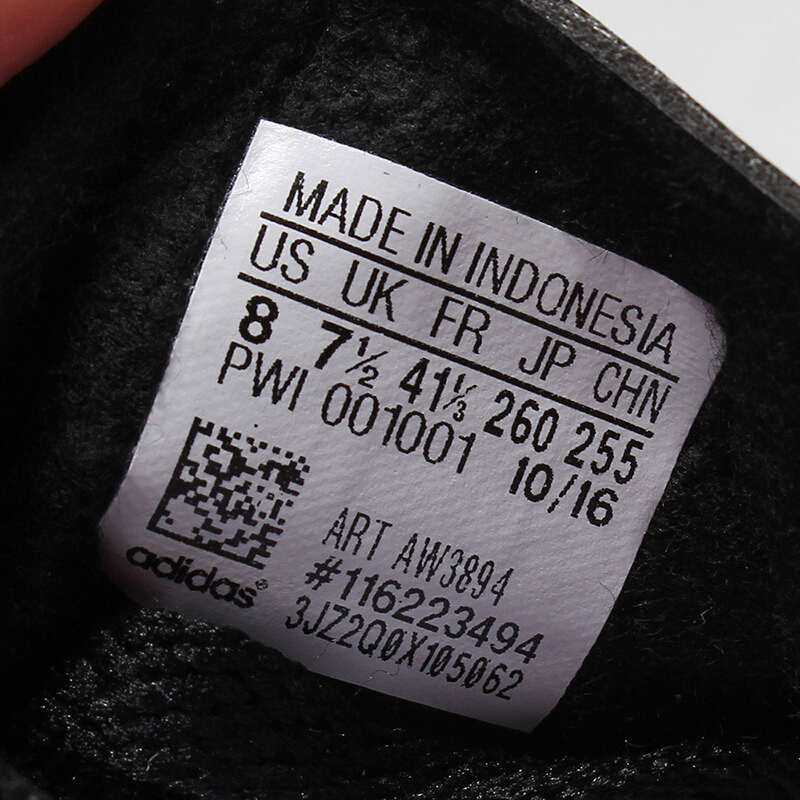 MADE IN INDONESIA
US UK FR JP CHN
8 7½ 41⅓ 260 255
PWI 001001 10/16
ART AW3894
#116223494
3JZ2Q0X105062
adidas®